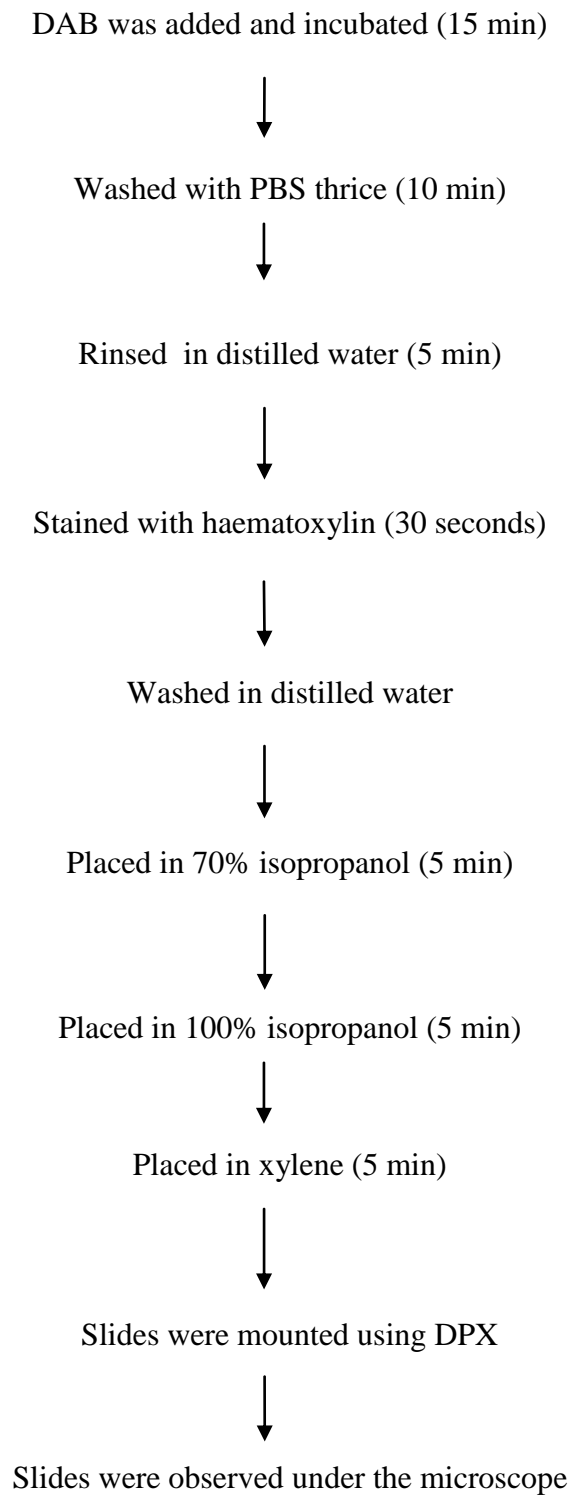 DAB was added and incubated (15 min)
Washed with PBS thrice (10 min)
Rinsed  in distilled water (5 min)
Stained with haematoxylin (30 seconds)
Washed in distilled water
Placed in 70% isopropanol (5 min)
Placed in 100% isopropanol (5 min)
Placed in xylene (5 min)
Slides were mounted using DPX
Slides were observed under the microscope